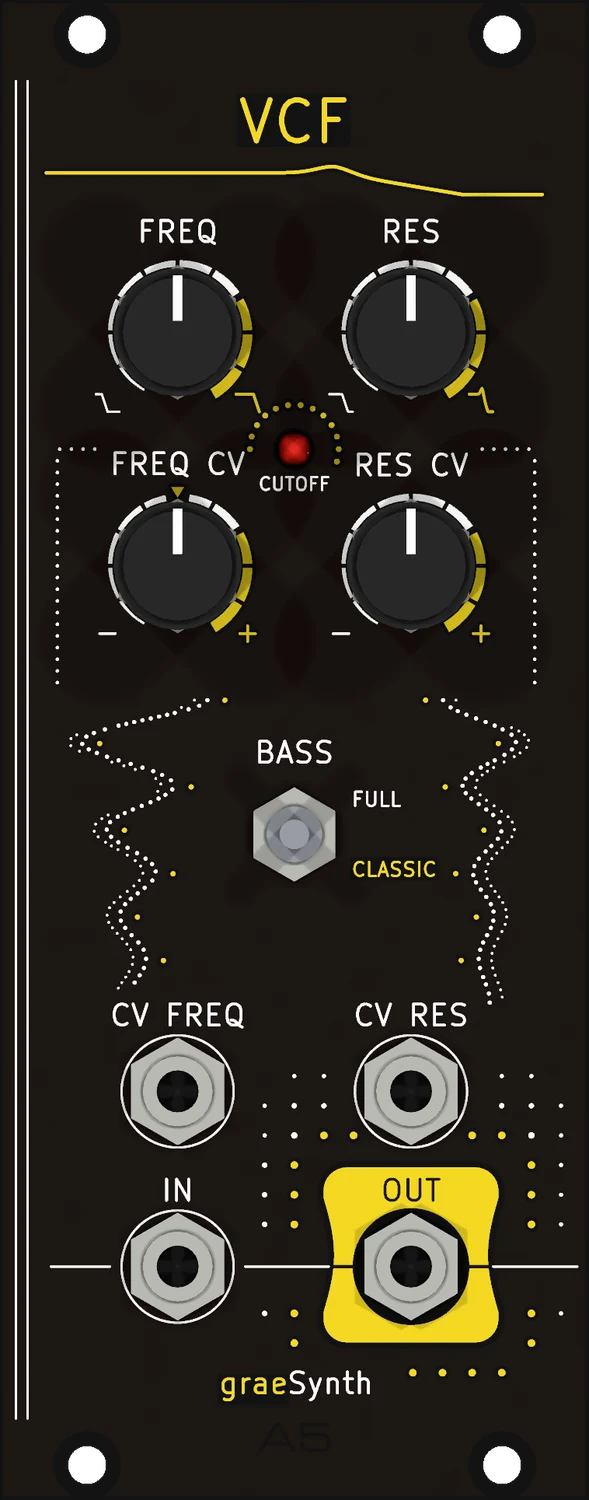 VCF
FREQ RES
FREQ CV RES CV
CUTOFF
- + - +
BASS
FULL
CLASSIC
CV FREQ CV RES
IN OUT
graeSynth
A5